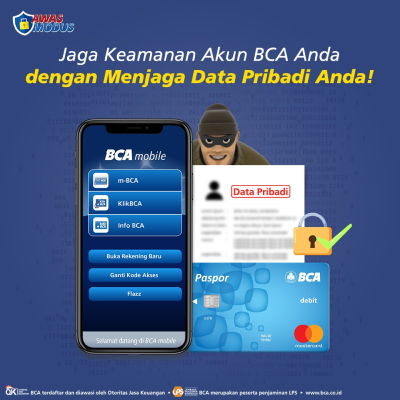 AWAS
MODUS
Jaga Keamanan Akun BCA Anda
dengan Menjaga Data Pribadi Anda!
BCA mobile
m-BCA
KlikBCA
Info BCA
Buka Rekening Baru
Ganti Kode Akses
Flazz
Selamat datang di BCA mobile
Data Pribadi
Paspor
BCA
debit
mastercard
BCA terdaftar dan diawasi oleh Otoritas Jasa Keuangan • LPS BCA merupakan peserta penjaminan LPS • www.bca.co.id